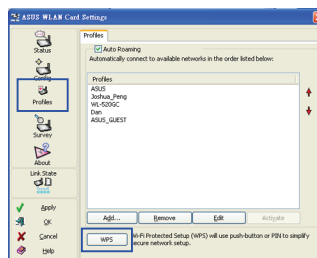 ASUS WLAN Card Settings
Status
Config
Profiles
Survey
About
Link State
Apply
OK
Cancel
Help
Profiles
Auto Roaming
Automatically connect to available networks in the order listed below:
Profiles
ASUS
Joshua_Peng
WL-520GC
Dan
ASUS_GUEST
Add...
Remove
Edit
Activate
WPS
Wi-Fi Protected Setup (WPS) will use push-button or PIN to simplify
secure network setup.